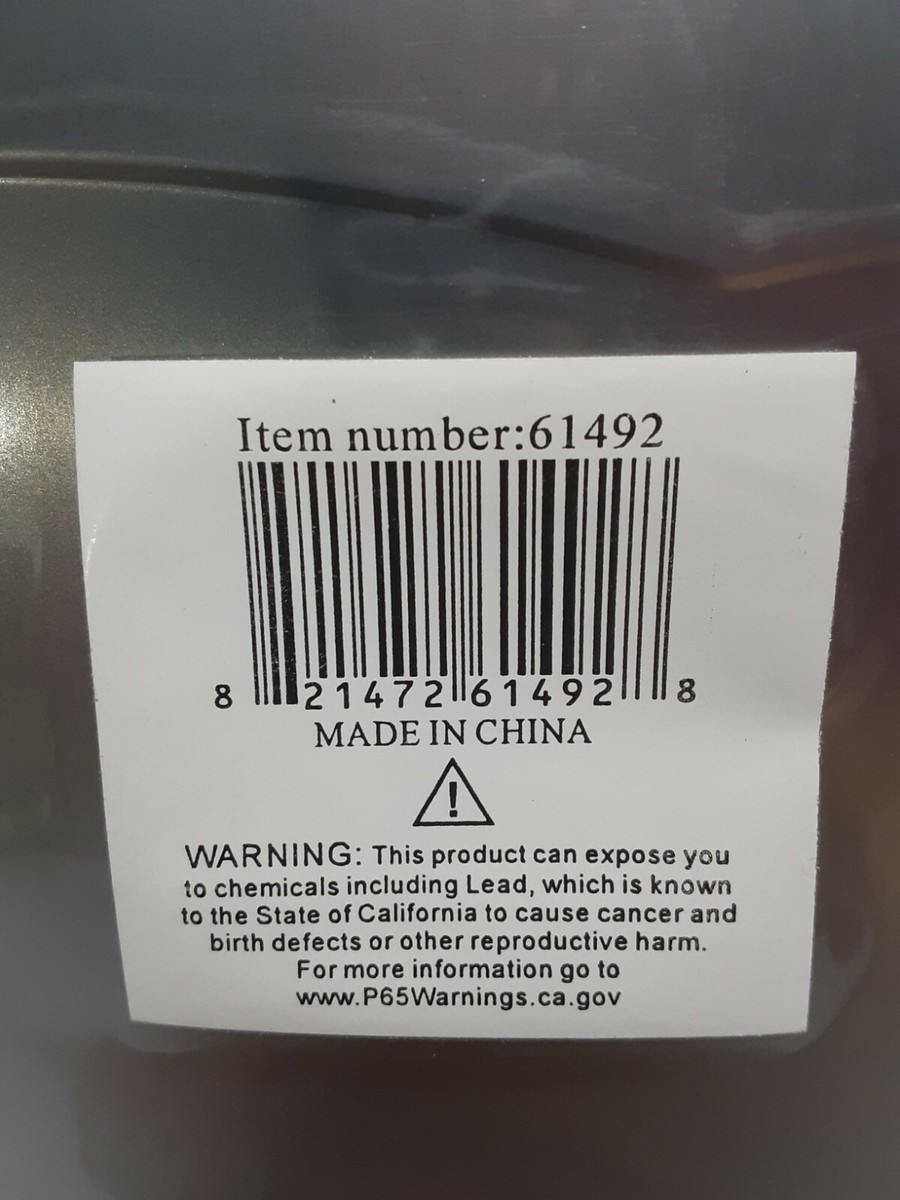 Item number:61492
8 21472 61492 8
MADE IN CHINA
WARNING: This product can expose you
to chemicals including Lead, which is known
to the State of California to cause cancer and
birth defects or other reproductive harm.
For more information go to
www.P65Warnings.ca.gov